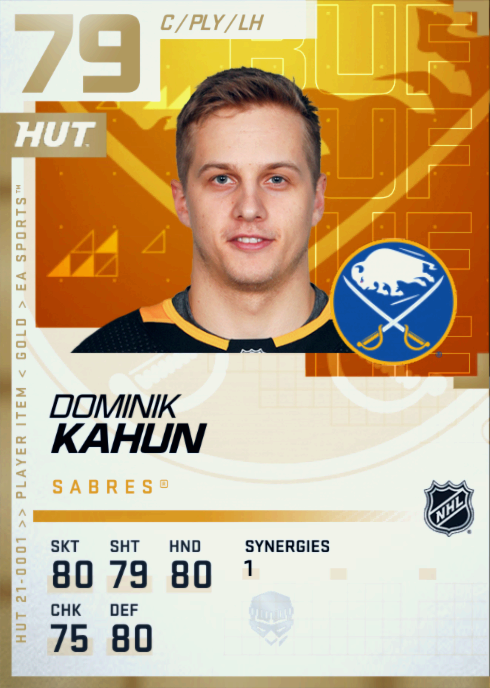 79
C/PLY/LH
HUT
BUF
BUF
BUF
HUT 21-0001 >> PLAYER ITEM < GOLD > EA SPORTS™
DOMINIK
KAHUN
SABRES®
NHL
SKT SHT HND SYNERGIES
80 79 80 1
CHK DEF
75 80